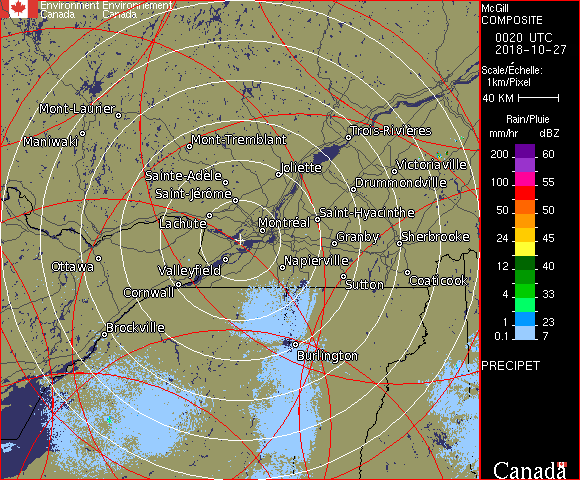 Environment Environnement
Canada Canada
McGill
COMPOSITE
0020 UTC
2018-10-27
Scale/Échelle:
1km/Pixel
40 KM
Rain/Pluie
mm/hr dBZ
200 60
100 55
50 50
24 45
12 40
4 33
1 23
0.1 7
PRECIPET
Canada
Mont-Laurier
Maniwaki
Mont-Tremblant
Trois-Rivières
Sainte-Adèle
Joliette
Victoriaville
Saint-Jérôme
Drummondville
Lachute
Montréal
Saint-Hyacinthe
Granby
Sherbrooke
Ottawa
Valleyfield
Napierville
Cornwall
Sutton
Coaticook
Brockville
Burlington